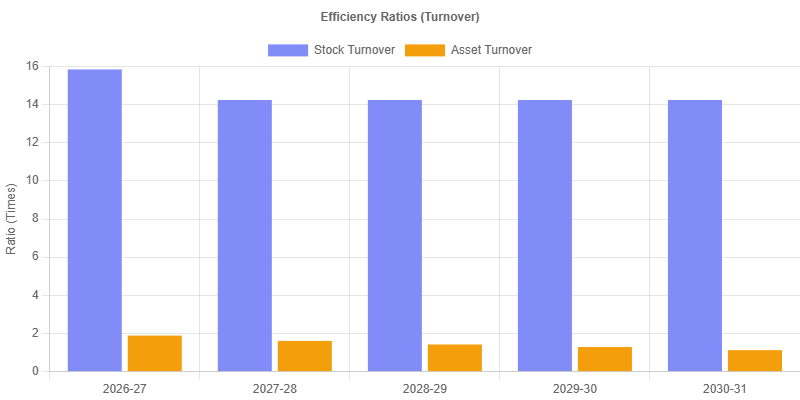 Efficiency Ratios (Turnover)
Stock Turnover Asset Turnover
Ratio (Times)
16
14
12
10
8
6
4
2
0
2026-27 2027-28 2028-29 2029-30 2030-31